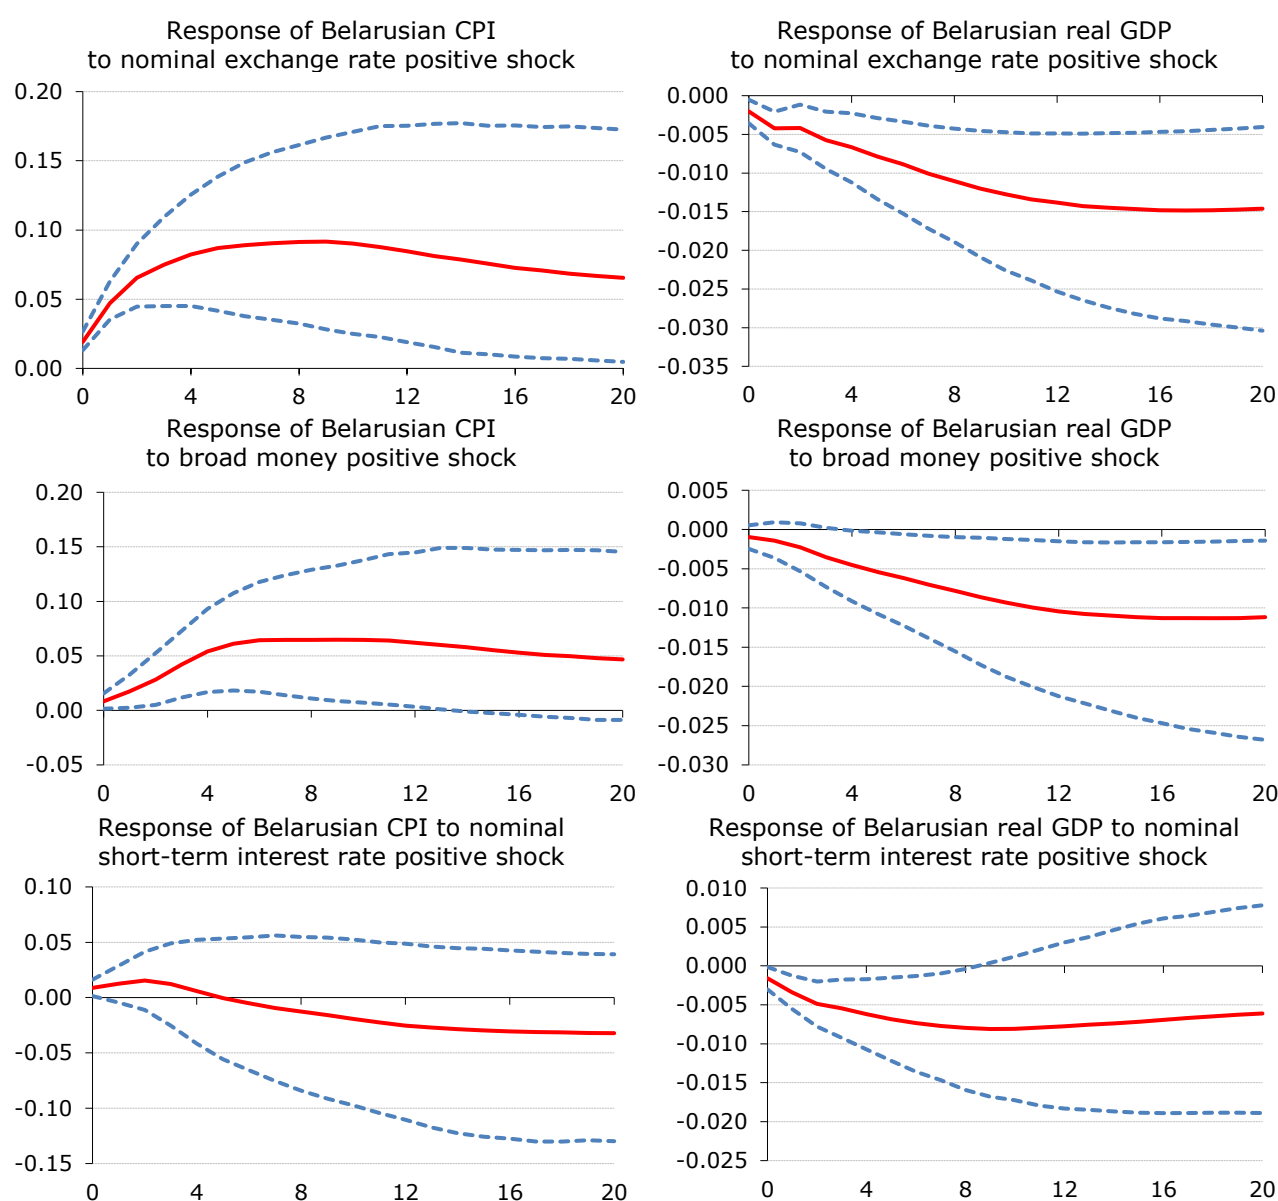 Response of Belarusian CPI
to nominal exchange rate positive shock
0.20
0.15
0.10
0.05
0.00
0 4 8 12 16 20
Response of Belarusian real GDP
to nominal exchange rate positive shock
0.000
-0.005
-0.010
-0.015
-0.020
-0.025
-0.030
-0.035
0 4 8 12 16 20
Response of Belarusian CPI
to broad money positive shock
0.20
0.15
0.10
0.05
0.00
-0.05
0 4 8 12 16 20
Response of Belarusian real GDP
to broad money positive shock
0.005
0.000
-0.005
-0.010
-0.015
-0.020
-0.025
-0.030
0 4 8 12 16 20
Response of Belarusian CPI to nominal
short-term interest rate positive shock
0.10
0.05
0.00
-0.05
-0.10
-0.15
0 4 8 12 16 20
Response of Belarusian real GDP to nominal
short-term interest rate positive shock
0.010
0.005
0.000
-0.005
-0.010
-0.015
-0.020
-0.025
0 4 8 12 16 20